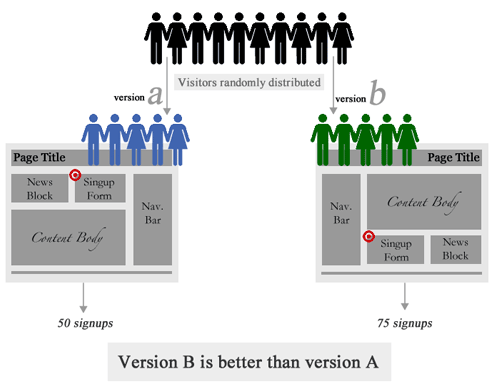 Visitors randomly distributed
version a
version b
Page Title
News
Block
Singup
Form
Nav.
Bar
Content Body
Page Title
Nav.
Bar
Content Body
Singup
Form
News
Block
50 signups
75 signups
Version B is better than version A